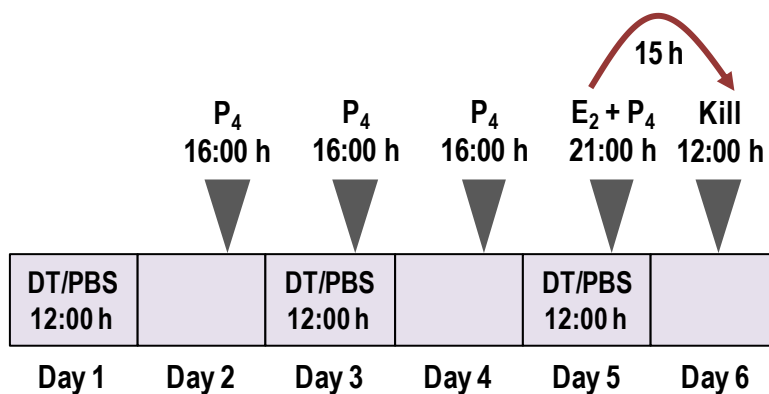 15 h
P₄ P₄ P₄ E₂ + P₄ Kill
16:00 h 16:00 h 16:00 h 21:00 h 12:00 h
DT/PBS DT/PBS DT/PBS
12:00 h 12:00 h 12:00 h
Day 1 Day 2 Day 3 Day 4 Day 5 Day 6